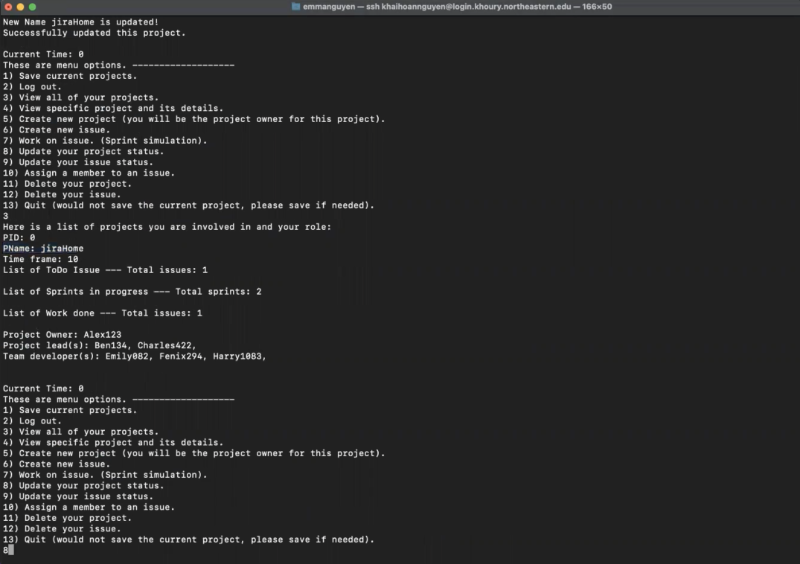 emmanguyen — ssh khaihoannguyen@login.khoury.northeastern.edu — 166×50
New Name jiraHome is updated!
Successfully updated this project.
Current Time: 0
These are menu options. -------------------
1) Save current projects.
2) Log out.
3) View all of your projects.
4) View specific project and its details.
5) Create new project (you will be the project owner for this project).
6) Create new issue.
7) Work on issue. (Sprint simulation).
8) Update your project status.
9) Update your issue status.
10) Assign a member to an issue.
11) Delete your project.
12) Delete your issue.
13) Quit (would not save the current project, please save if needed).
3
Here is a list of projects you are involved in and your role:
PID: 0
PName: jiraHome
Time frame: 10
List of ToDo Issue --- Total issues: 1
List of Sprints in progress --- Total sprints: 2
List of Work done --- Total issues: 1
Project Owner: Alex123
Project lead(s): Ben134, Charles422,
Team developer(s): Emily082, Fenix294, Harry1083,
Current Time: 0
These are menu options. -------------------
1) Save current projects.
2) Log out.
3) View all of your projects.
4) View specific project and its details.
5) Create new project (you will be the project owner for this project).
6) Create new issue.
7) Work on issue. (Sprint simulation).
8) Update your project status.
9) Update your issue status.
10) Assign a member to an issue.
11) Delete your project.
12) Delete your issue.
13) Quit (would not save the current project, please save if needed).
8